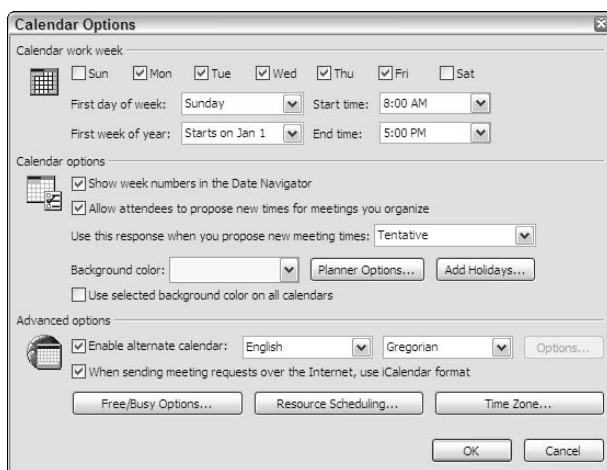 Calendar Options
Calendar work week
Sun Mon Tue Wed Thu Fri Sat
First day of week: Sunday Start time: 8:00 AM
First week of year: Starts on Jan 1 End time: 5:00 PM
Calendar options
Show week numbers in the Date Navigator
Allow attendees to propose new times for meetings you organize
Use this response when you propose new meeting times: Tentative
Background color: Planner Options... Add Holidays...
Use selected background color on all calendars
Advanced options
Enable alternate calendar: English Gregorian Options...
When sending meeting requests over the Internet, use iCalendar format
Free/Busy Options... Resource Scheduling... Time Zone...
OK Cancel